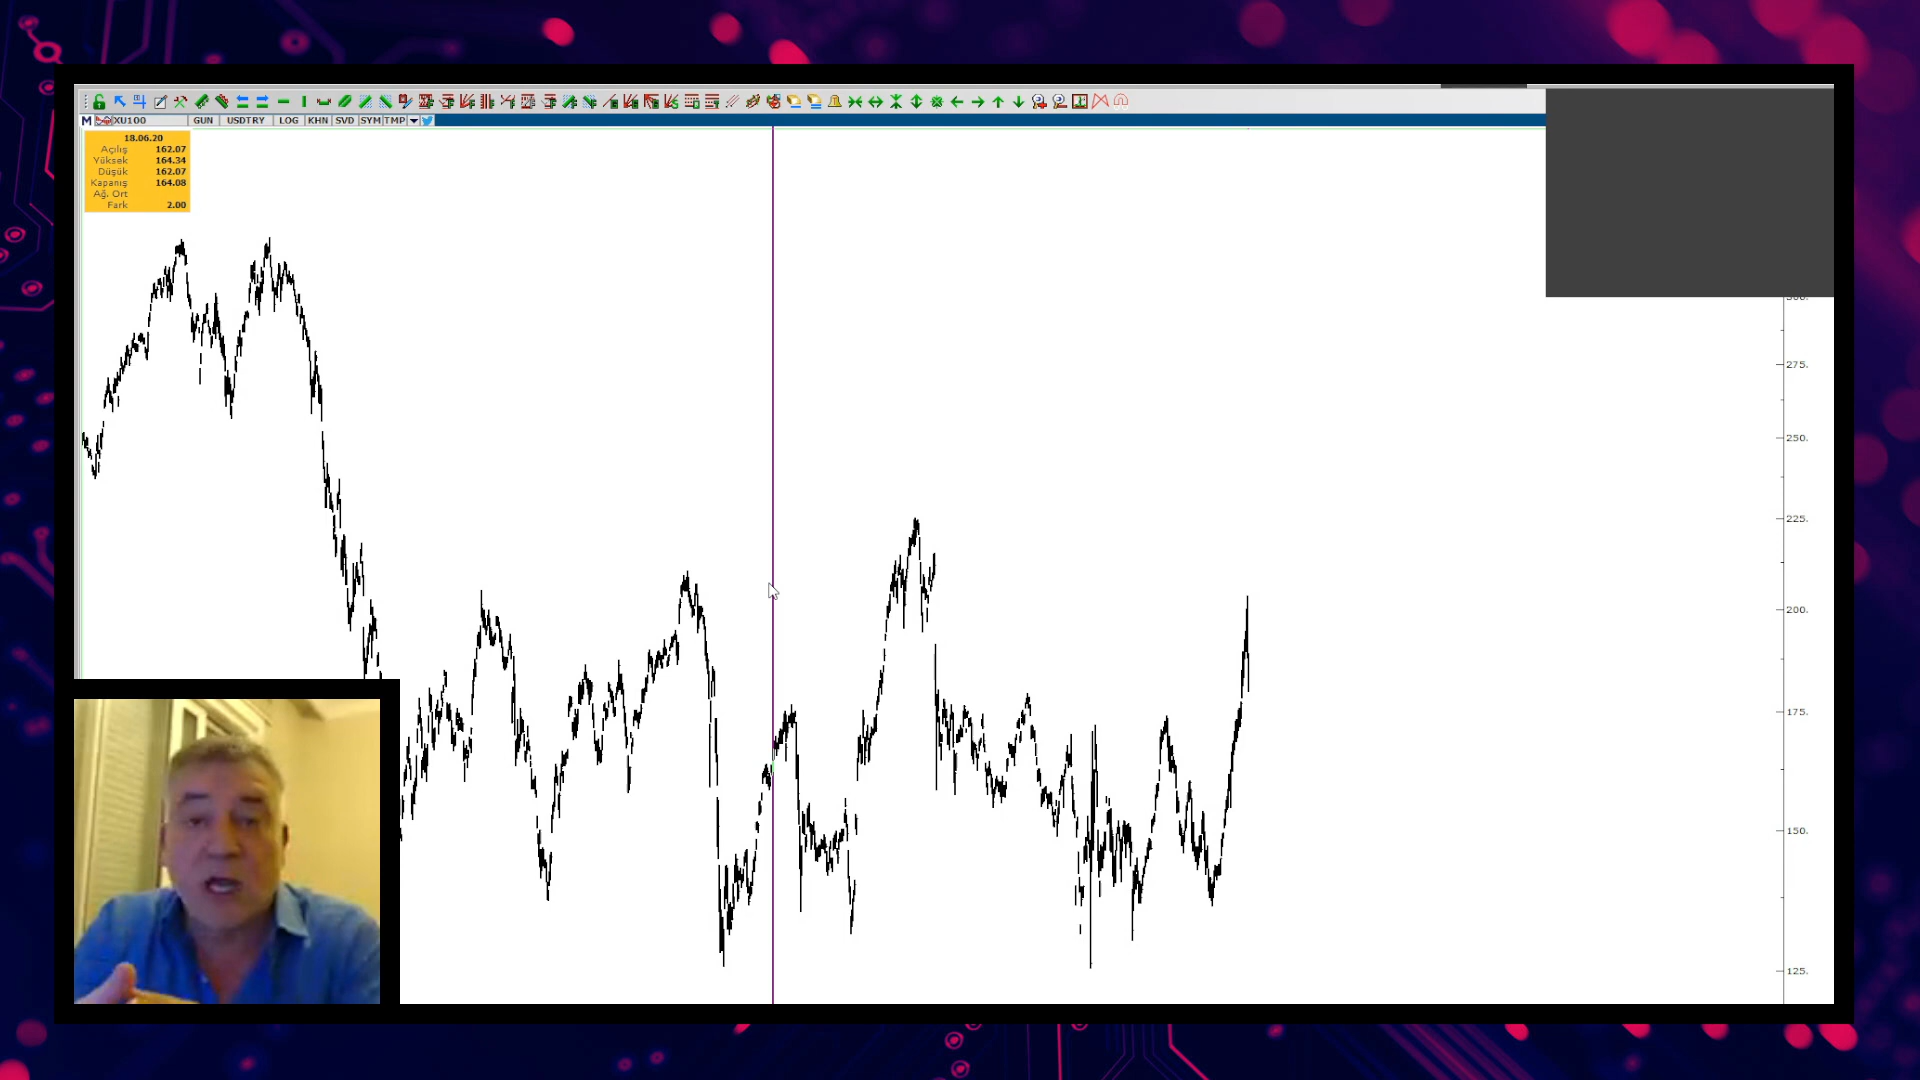 M XU100 GUN USDTRY LOG KHN SVD SYM TMP
18.06.20
Açılış 162.07
Yüksek 164.34
Düşük 162.07
Kapanış 164.08
Ağ. Ort
Fark 2.00
275.
250.
225.
200.
175.
150.
125.